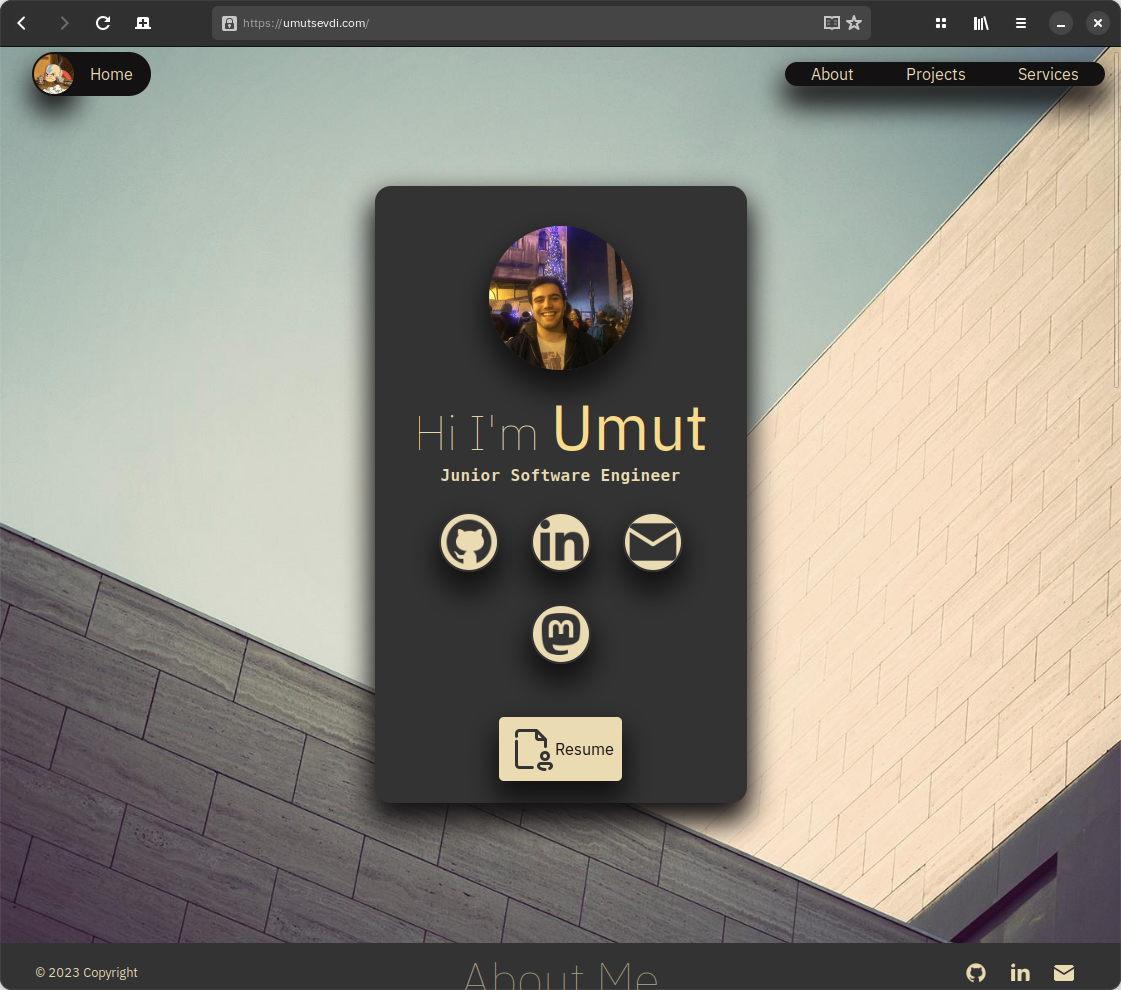 https://umutsevdi.com/
Home
About Projects Services
Hi I'm Umut
Junior Software Engineer
Resume
© 2023 Copyright
About Me